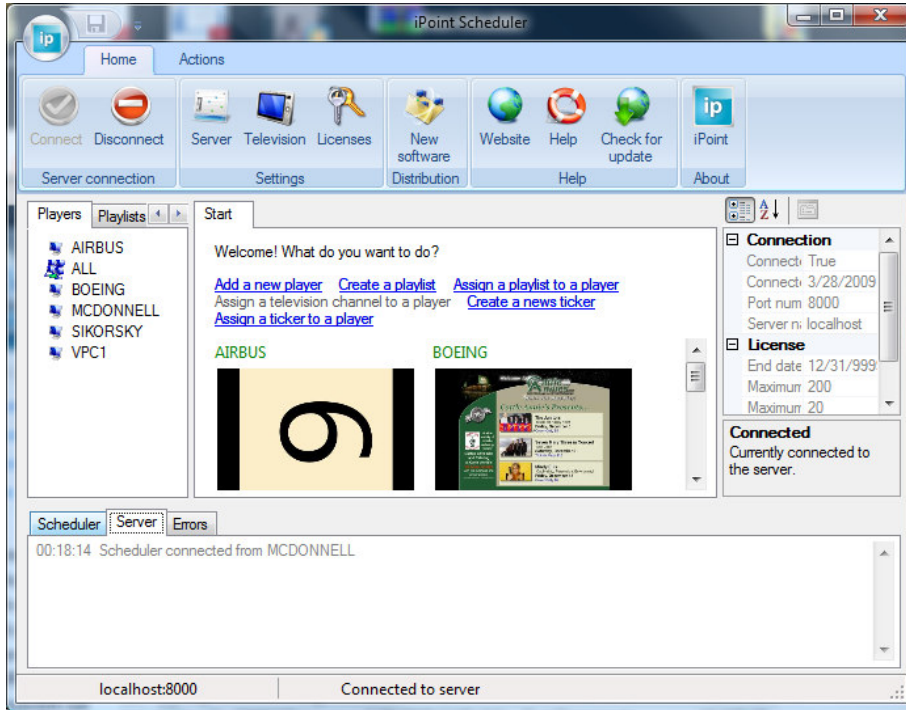 ip
iPoint Scheduler
Home Actions
Connect Disconnect Server Television Licenses New software Website Help Check for update ip iPoint
Server connection Settings Distribution Help About
Players Playlists Start
AIRBUS
ALL
BOEING
MCDONNELL
SIKORSKY
VPC1
Welcome! What do you want to do?
Add a new player Create a playlist Assign a playlist to a player
Assign a television channel to a player Create a news ticker
Assign a ticker to a player
AIRBUS BOEING
6
Connection
Connecti True
Connecti 3/28/2009
Port num 8000
Server na localhost
License
End date 12/31/999
Maximum 200
Maximum 20
Connected
Currently connected to
the server.
Scheduler Server Errors
00:18:14 Scheduler connected from MCDONNELL
localhost:8000 Connected to server